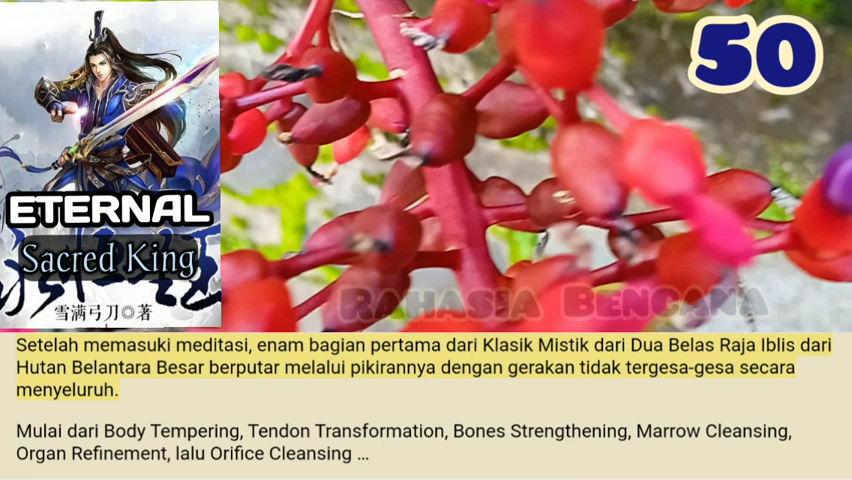 50
ETERNAL
Sacred King
雪满弓刀◎著
Rahasia Bencana
Setelah memasuki meditasi, enam bagian pertama dari Klasik Mistik dari Dua Belas Raja Iblis dari
Hutan Belantara Besar berputar melalui pikirannya dengan gerakan tidak tergesa-gesa secara
menyeluruh.
Mulai dari Body Tempering, Tendon Transformation, Bones Strengthening, Marrow Cleansing,
Organ Refinement, lalu Orifice Cleansing ...